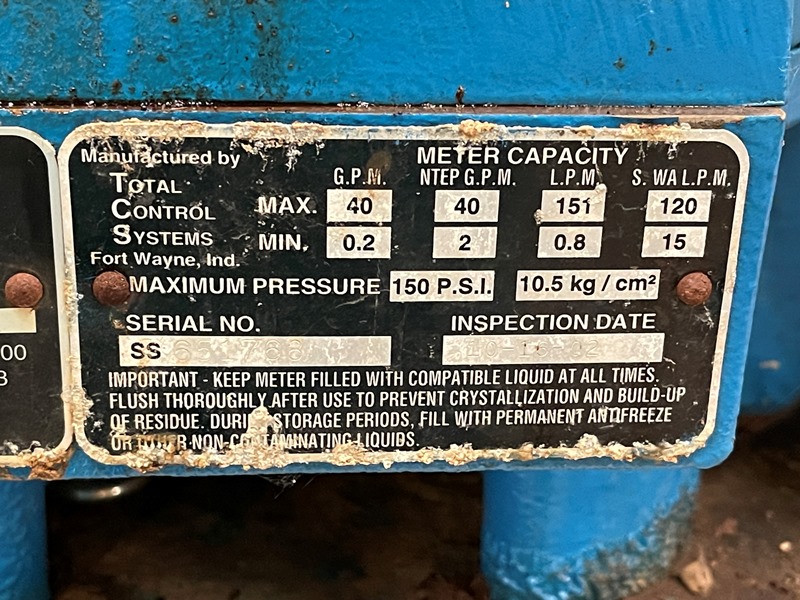 Manufactured by
TOTAL
CONTROL
SYSTEMS
Fort Wayne, Ind.
METER CAPACITY
G.P.M. NTEP G.P.M. L.P.M. S. WA L.P.M.
MAX. 40 40 151 120
MIN. 0.2 2 0.8 15
MAXIMUM PRESSURE 150 P.S.I. 10.5 kg / cm²
SERIAL NO. INSPECTION DATE
SS
IMPORTANT - KEEP METER FILLED WITH COMPATIBLE LIQUID AT ALL TIMES.
FLUSH THOROUGHLY AFTER USE TO PREVENT CRYSTALLIZATION AND BUILD-UP
OF RESIDUE. DURING STORAGE PERIODS, FILL WITH PERMANENT ANTIFREEZE
OR OTHER NON-CONTAMINATING LIQUIDS.